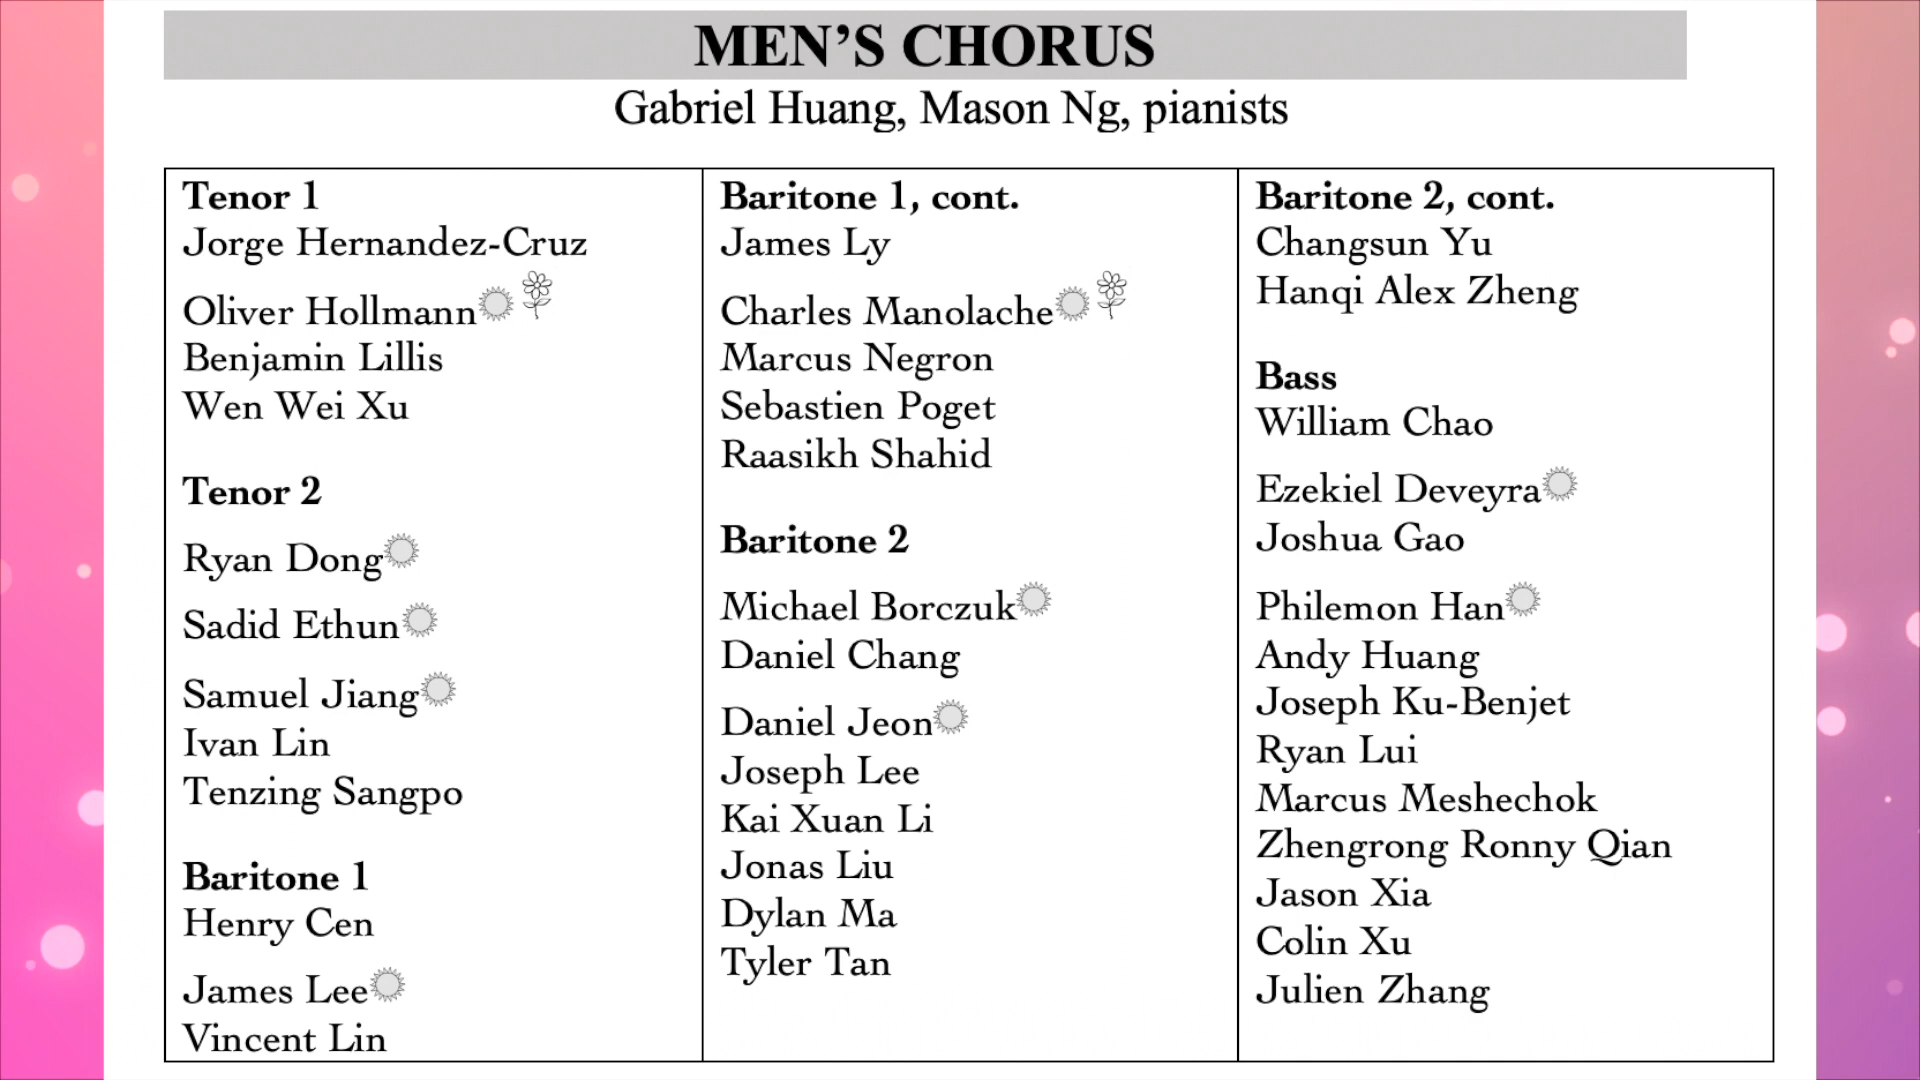 MEN’S CHORUS
Gabriel Huang, Mason Ng, pianists
Tenor 1
Jorge Hernandez-Cruz
Oliver Hollmann
Benjamin Lillis
Wen Wei Xu
Tenor 2
Ryan Dong
Sadid Ethun
Samuel Jiang
Ivan Lin
Tenzing Sangpo
Baritone 1
Henry Cen
James Lee
Vincent Lin
Baritone 1, cont.
James Ly
Charles Manolache
Marcus Negron
Sebastien Poget
Raasikh Shahid
Baritone 2
Michael Borczuk
Daniel Chang
Daniel Jeon
Joseph Lee
Kai Xuan Li
Jonas Liu
Dylan Ma
Tyler Tan
Baritone 2, cont.
Changsun Yu
Hanqi Alex Zheng
Bass
William Chao
Ezekiel Deveyra
Joshua Gao
Philemon Han
Andy Huang
Joseph Ku-Benjet
Ryan Lui
Marcus Meshechok
Zhengrong Ronny Qian
Jason Xia
Colin Xu
Julien Zhang